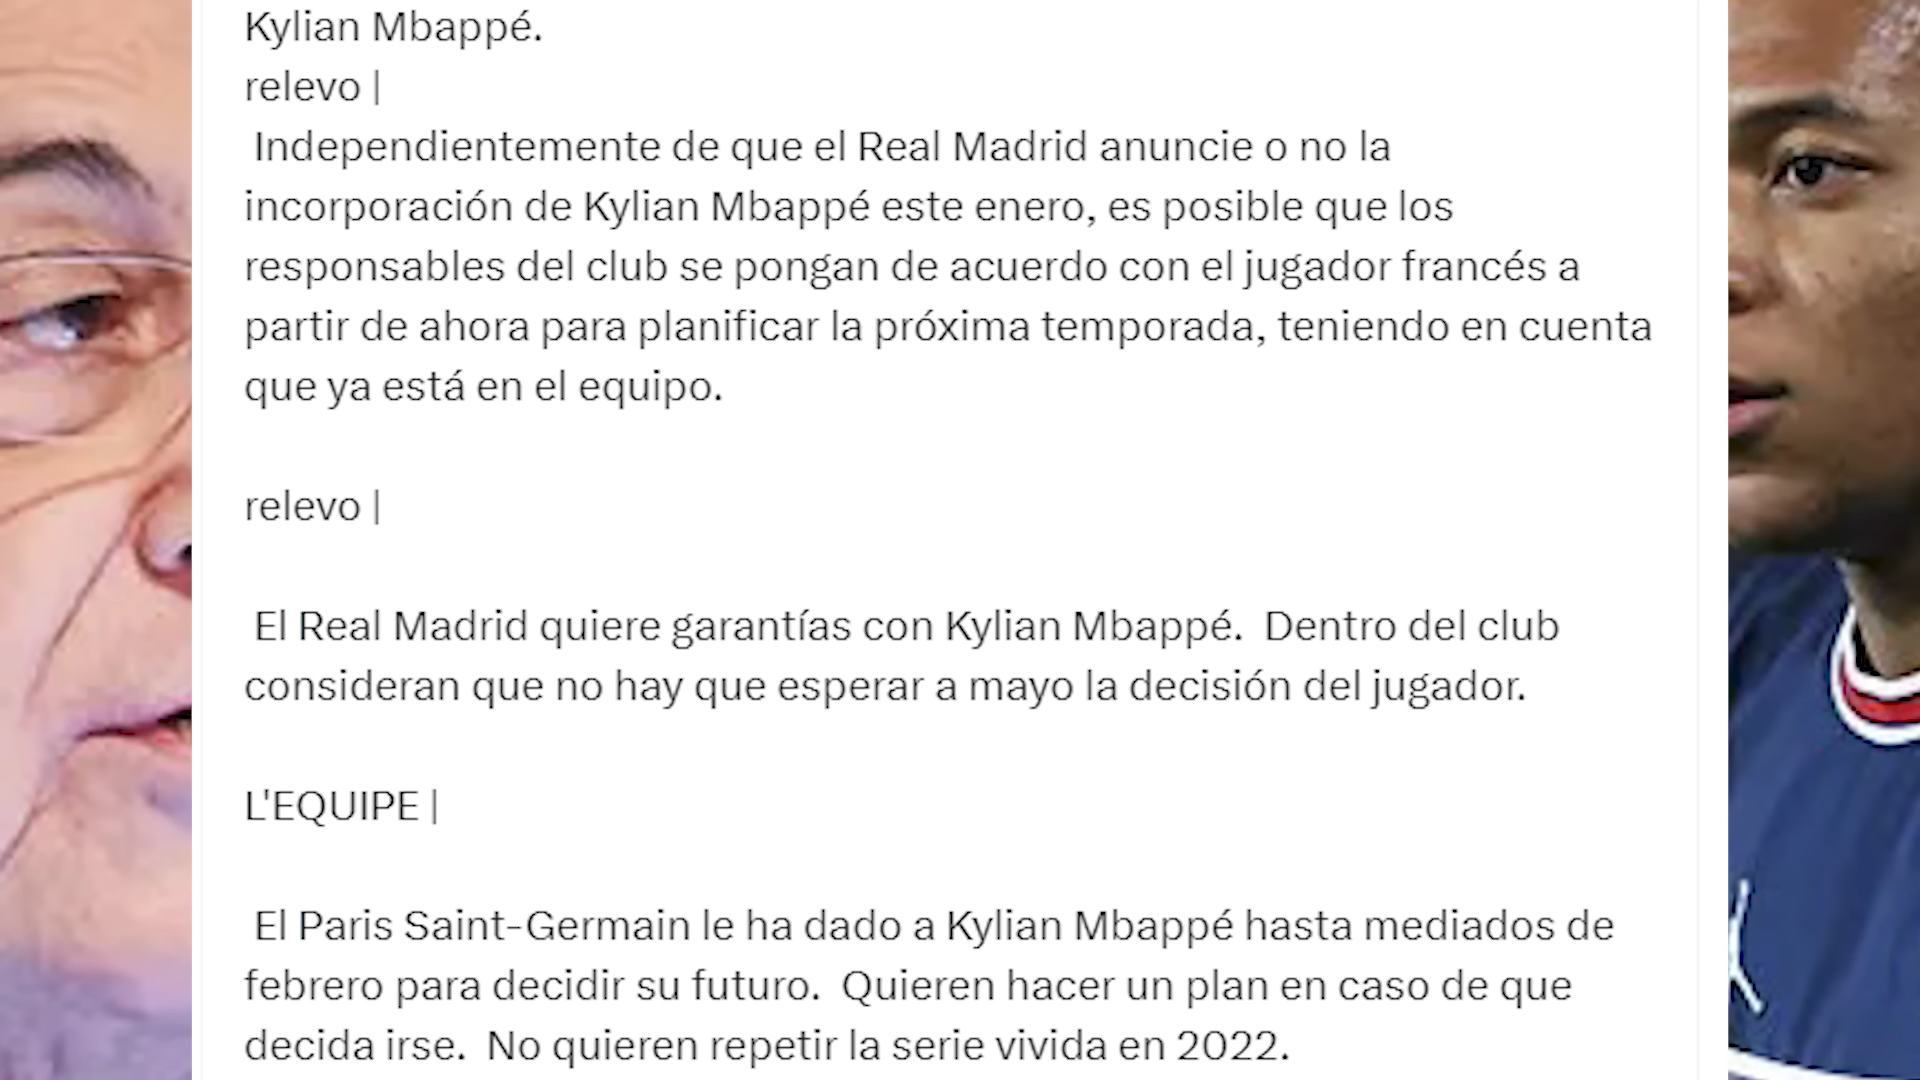 Kylian Mbappé.
relevo |
Independientemente de que el Real Madrid anuncie o no la
incorporación de Kylian Mbappé este enero, es posible que los
responsables del club se pongan de acuerdo con el jugador francés a
partir de ahora para planificar la próxima temporada, teniendo en cuenta
que ya está en el equipo.
relevo |
El Real Madrid quiere garantías con Kylian Mbappé.  Dentro del club
consideran que no hay que esperar a mayo la decisión del jugador.
L'EQUIPE |
El Paris Saint-Germain le ha dado a Kylian Mbappé hasta mediados de
febrero para decidir su futuro.  Quieren hacer un plan en caso de que
decida irse.  No quieren repetir la serie vivida en 2022.